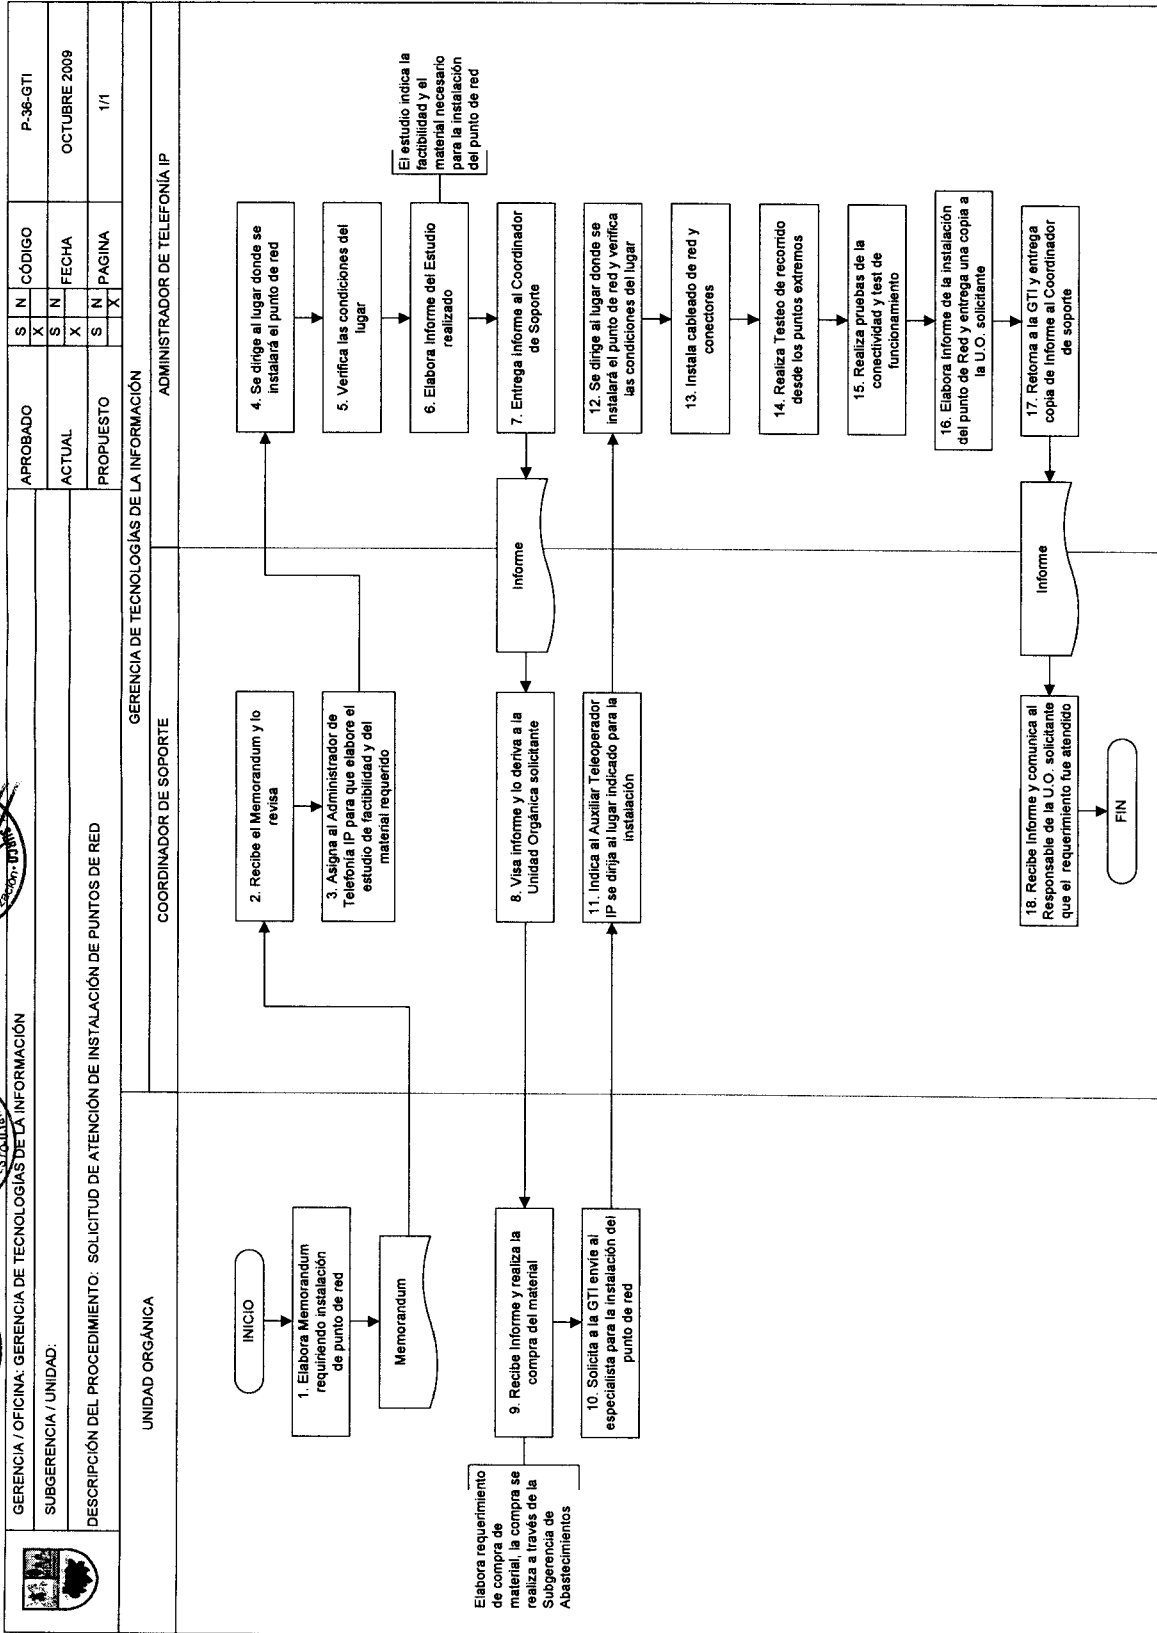 GERENCIA / OFICINA: GERENCIA DE TECNOLOGÍAS DE LA INFORMACIÓN
APROBADO
S N
X
CÓDIGO
P-36-GTI
SUBGERENCIA / UNIDAD:
ACTUAL
S N
X
FECHA
OCTUBRE 2009
DESCRIPCIÓN DEL PROCEDIMIENTO: SOLICITUD DE ATENCIÓN DE INSTALACIÓN DE PUNTOS DE RED
PROPUESTO
S N
X
PAGINA
1/1
GERENCIA DE TECNOLOGÍAS DE LA INFORMACIÓN
UNIDAD ORGÁNICA
COORDINADOR DE SOPORTE
ADMINISTRADOR DE TELEFONÍA IP
INICIO
1. Elabora Memorandum
requiriendo instalación
de punto de red
Memorandum
2. Recibe el Memorandum y lo
revisa
3. Asigna al Administrador de
Telefonía IP para que elabore el
estudio de factibilidad y del
material requerido
4. Se dirige al lugar donde se
instalará el punto de red
5. Verifica las condiciones del
lugar
6. Elabora Informe del Estudio
realizado
El estudio indica la
factibilidad y el
material necesario
para la instalación
del punto de red
7. Entrega Informe al Coordinador
de Soporte
Informe
8. Visa informe y lo deriva a la
Unidad Orgánica solicitante
9. Recibe Informe y realiza la
compra del material
Elabora requerimiento
de compra de
material, la compra se
realiza a través de la
Subgerencia de
Abastecimientos
10. Solicita a la GTI envíe al
especialista para la instalación del
punto de red
11. Indica al Auxiliar Teleoperador
IP se dirija al lugar indicado para la
instalación
12. Se dirige al lugar donde se
instalará el punto de red y verifica
las condiciones del lugar
13. Instala cableado de red y
conectores
14. Realiza Testeo de recorrido
desde los puntos extremos
15. Realiza pruebas de la
conectividad y test de
funcionamiento
16. Elabora Informe de la instalación
del punto de Red y entrega una copia a
la U.O. solicitante
17. Retorna a la GTI y entrega
copia de Informe al Coordinador
de soporte
Informe
18. Recibe Informe y comunica al
Responsable de la U.O. solicitante
que el requerimiento fue atendido
FIN